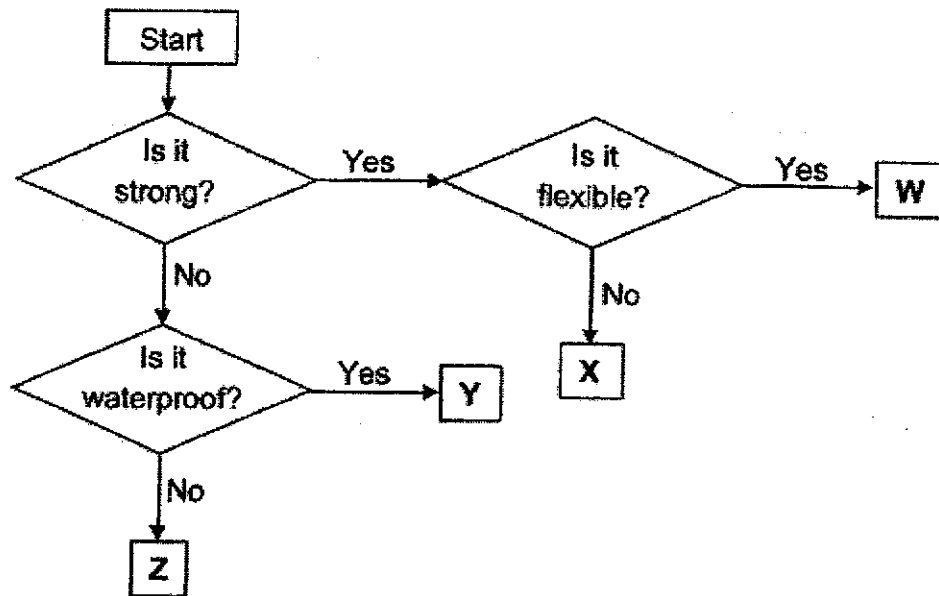 Start
Is it
strong?
Yes
Is it
flexible?
Yes
W
No
No
X
Is it
waterproof?
Yes
Y
No
Z